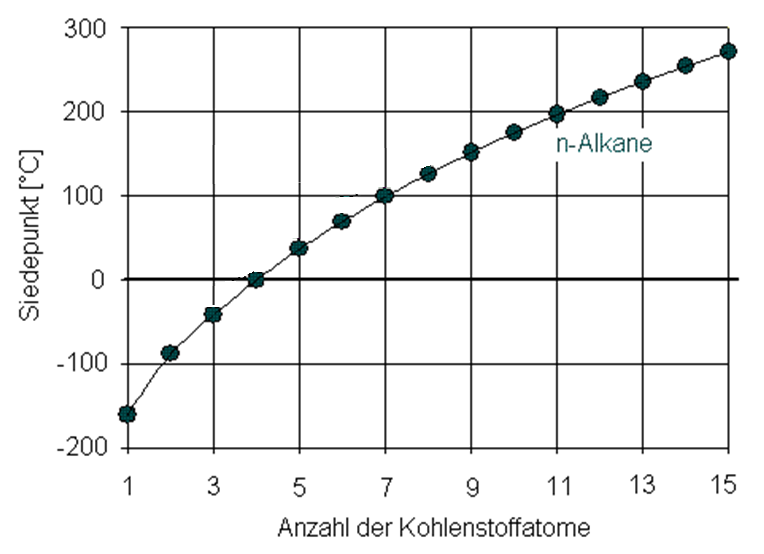 300
200
100
0
-100
-200
Siedepunkt [°C]
n-Alkane
1 3 5 7 9 11 13 15
Anzahl der Kohlenstoffatome